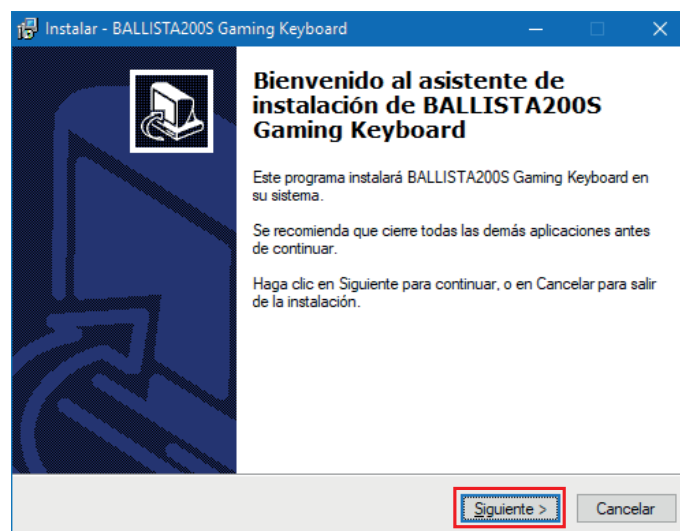 Instalar - BALLISTA200S Gaming Keyboard
Bienvenido al asistente de
instalación de BALLISTA200S
Gaming Keyboard
Este programa instalará BALLISTA200S Gaming Keyboard en
su sistema.
Se recomienda que cierre todas las demás aplicaciones antes
de continuar.
Haga clic en Siguiente para continuar, o en Cancelar para salir
de la instalación.
Siguiente >
Cancelar